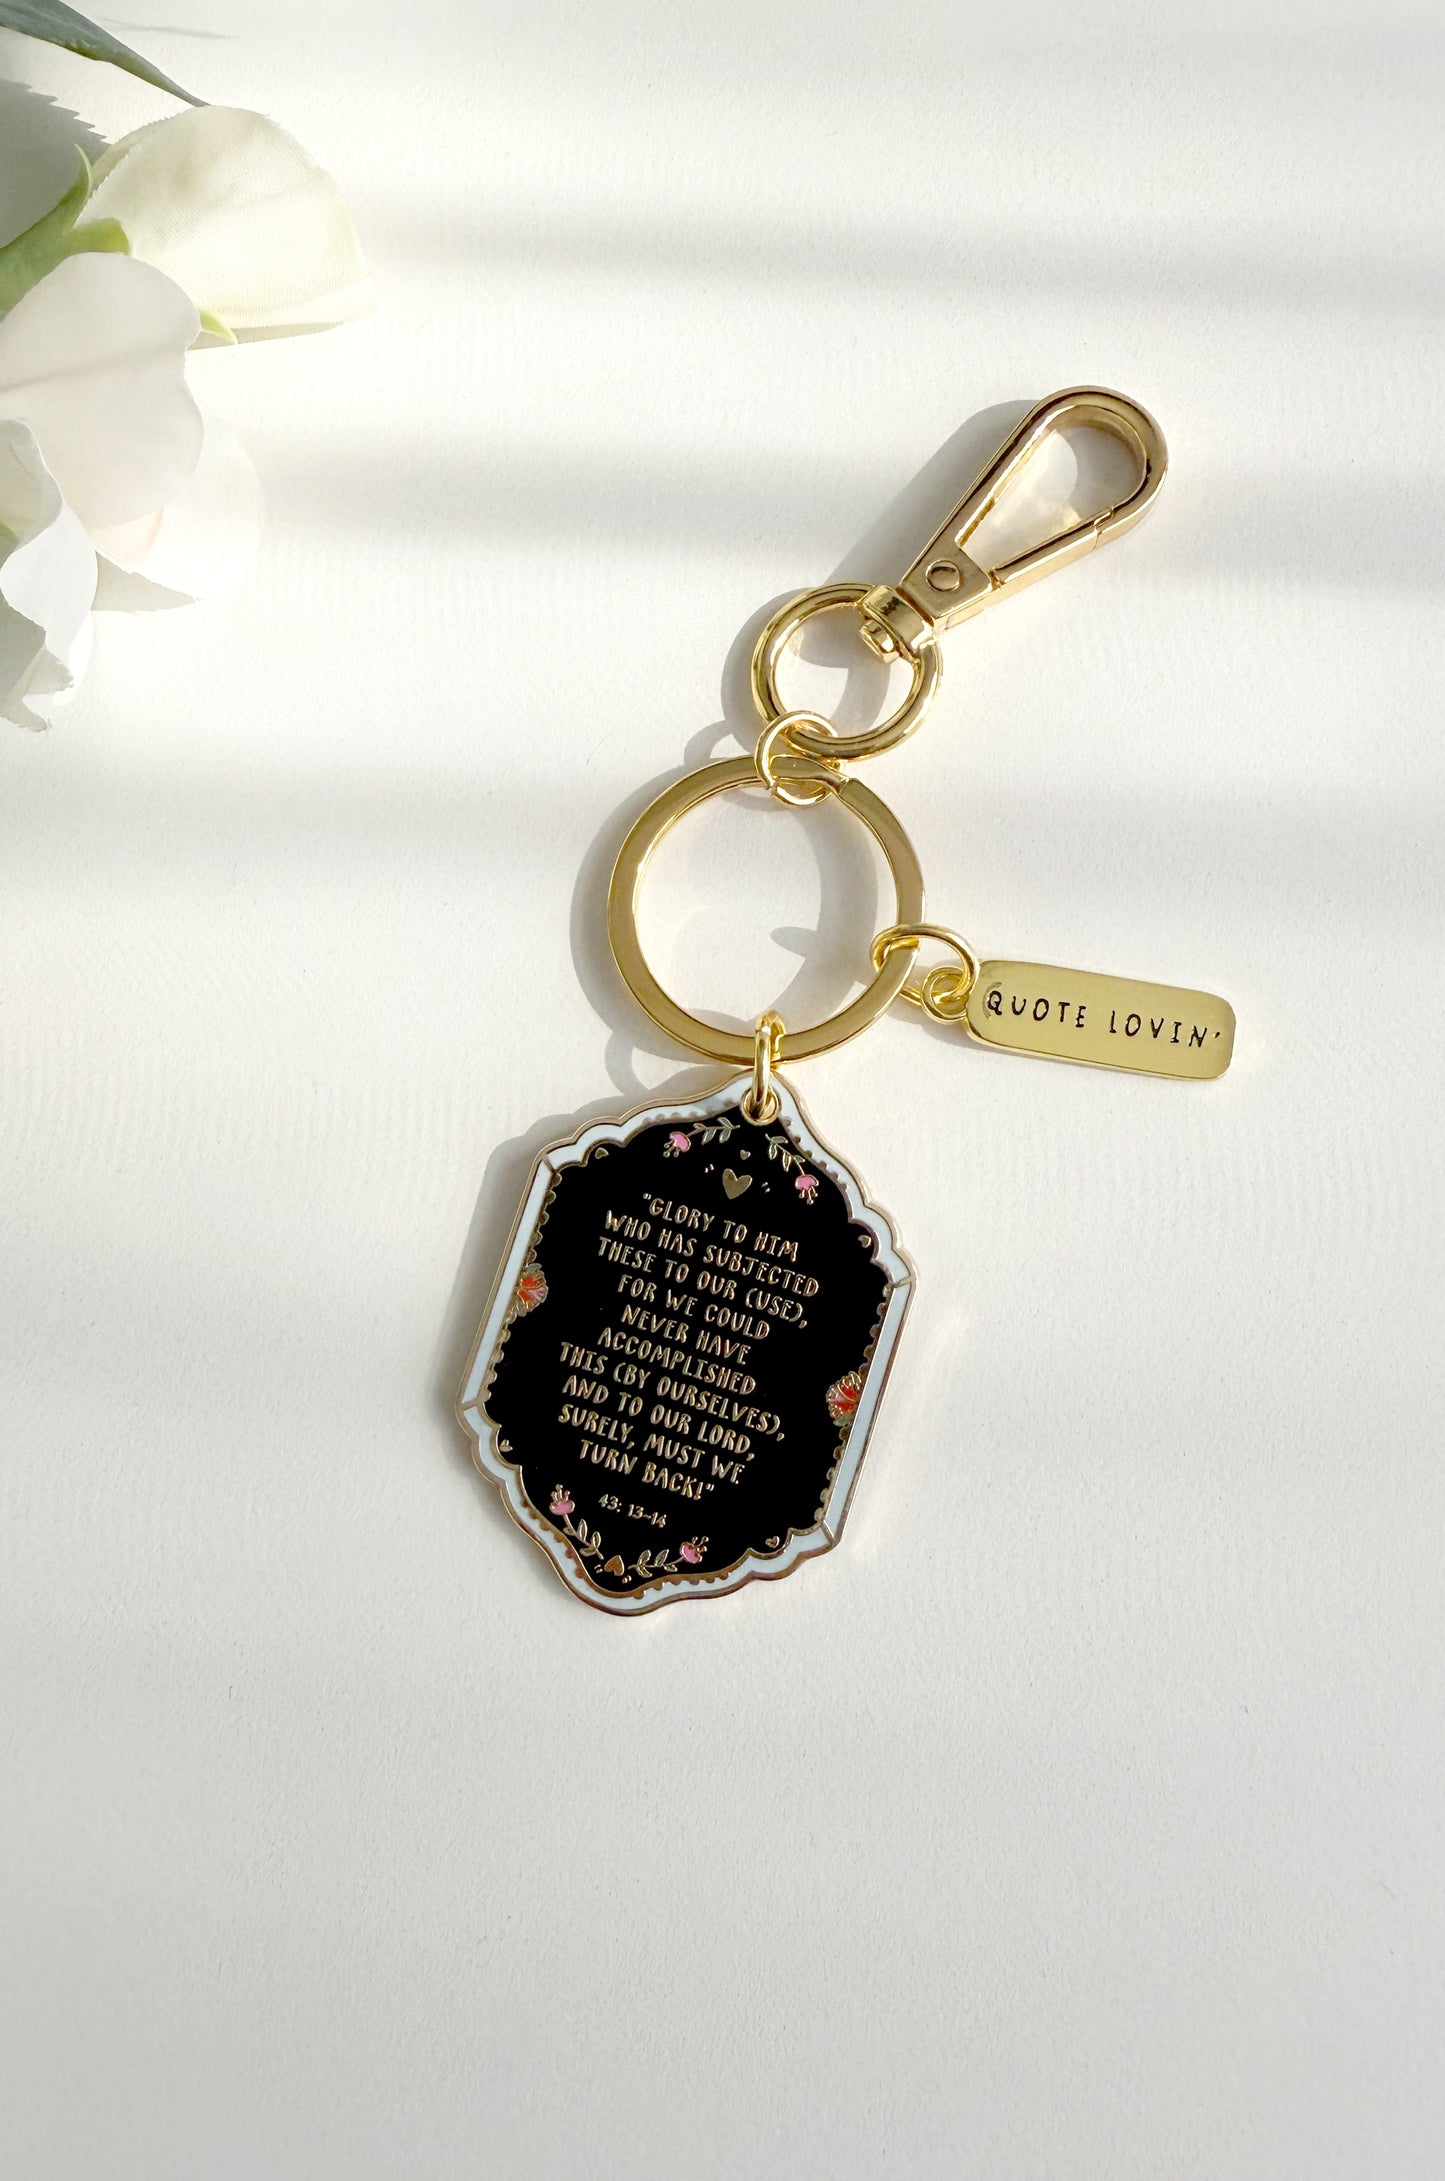 QUOTE LOVIN'
"GLORY TO HIM
WHO HAS SUBJECTED
THESE TO OUR (USE),
FOR WE COULD
NEVER HAVE
ACCOMPLISHED
THIS (BY OURSELVES),
AND TO OUR LORD,
SURELY, MUST WE
TURN BACK!"
43: 13-14